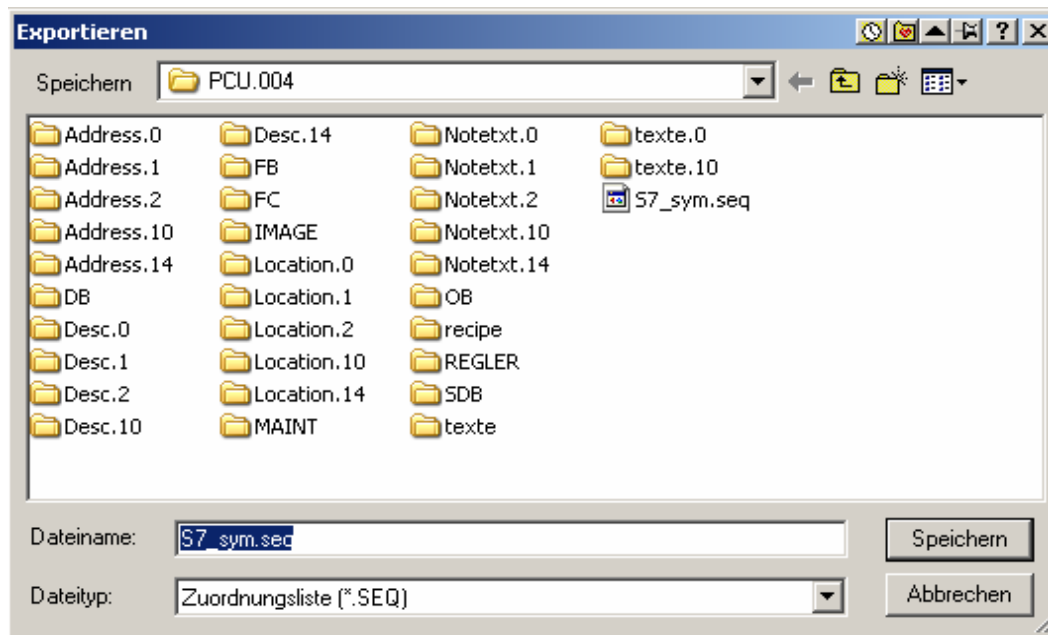 Exportieren
Speichern PCU.004
Address.0 Desc.14 Notetxt.0 texte.0
Address.1 FB Notetxt.1 texte.10
Address.2 FC Notetxt.2 S7_sym.seq
Address.10 IMAGE Notetxt.10
Address.14 Location.0 Notetxt.14
DB Location.1 OB
Desc.0 Location.2 recipe
Desc.1 Location.10 REGLER
Desc.2 Location.14 SDB
Desc.10 MAINT texte
Dateiname: S7_sym.seq Speichern
Dateityp: Zuordnungsliste (*.SEQ) Abbrechen